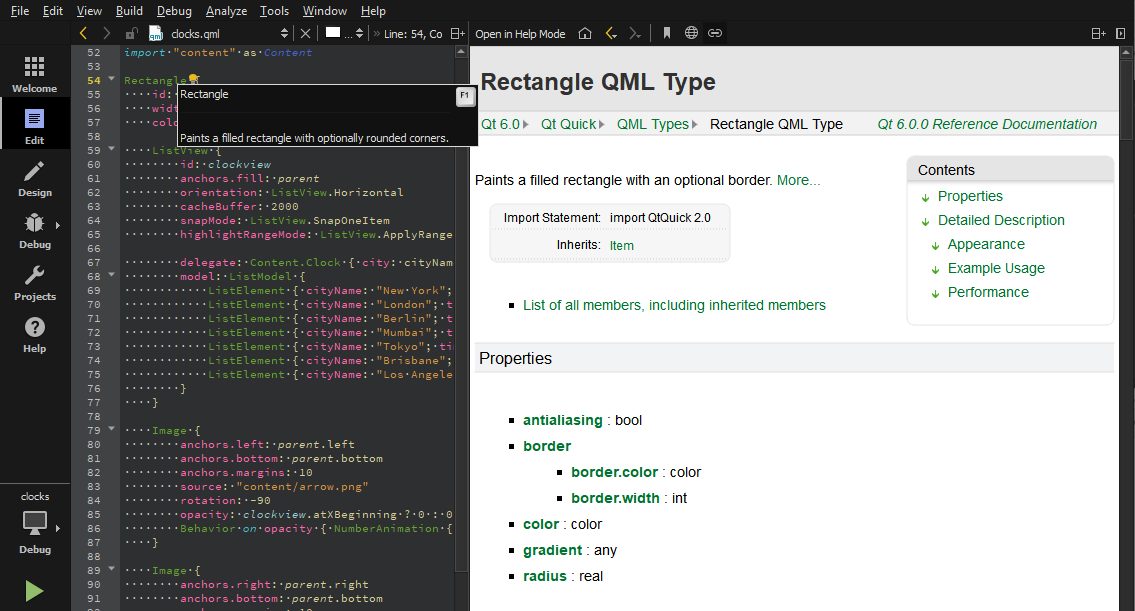 File Edit View Build Debug Analyze Tools Window Help
clocks.qml ... » Line: 54, Co Open in Help Mode
Welcome
Edit
Design
Debug
Projects
Help
clocks
Debug
52 import·"content"·as·Content
53
54 Rectangle
55 ····id:
56 ····widt
57 ····colo
58
59 ····ListView·{
60 ········id:·clockview
61 ········anchors.fill:·parent
62 ········orientation:·ListView.Horizontal
63 ········cacheBuffer:·2000
64 ········snapMode:·ListView.SnapOneItem
65 ········highlightRangeMode:·ListView.ApplyRange
66
67 ········delegate:·Content.Clock·{·city:·cityNam
68 ········model:·ListModel·{
69 ············ListElement·{·cityName:·"New·York";
70 ············ListElement·{·cityName:·"London";·t
71 ············ListElement·{·cityName:·"Berlin";·t
72 ············ListElement·{·cityName:·"Mumbai";·t
73 ············ListElement·{·cityName:·"Tokyo";·ti
74 ············ListElement·{·cityName:·"Brisbane";
75 ············ListElement·{·cityName:·"Los·Angele
76 ········}
77 ····}
78
79 ····Image·{
80 ········anchors.left:·parent.left
81 ········anchors.bottom:·parent.bottom
82 ········anchors.margins:·10
83 ········source:·"content/arrow.png"
84 ········rotation:·-90
85 ········opacity:·clockview.atXBeginning·?·0·:·0
86 ········Behavior·on·opacity·{·NumberAnimation·{
87 ····}
88
89 ····Image·{
90 ········anchors.right:·parent.right
91 ········anchors.bottom:·parent.bottom
Rectangle F1
Paints a filled rectangle with optionally rounded corners.
Rectangle QML Type
Qt 6.0 Qt Quick QML Types Rectangle QML Type Qt 6.0.0 Reference Documentation
Paints a filled rectangle with an optional border. More...
Import Statement: import QtQuick 2.0
Inherits: Item
List of all members, including inherited members
Contents
Properties
Detailed Description
Appearance
Example Usage
Performance
Properties
antialiasing : bool
border
border.color : color
border.width : int
color : color
gradient : any
radius : real